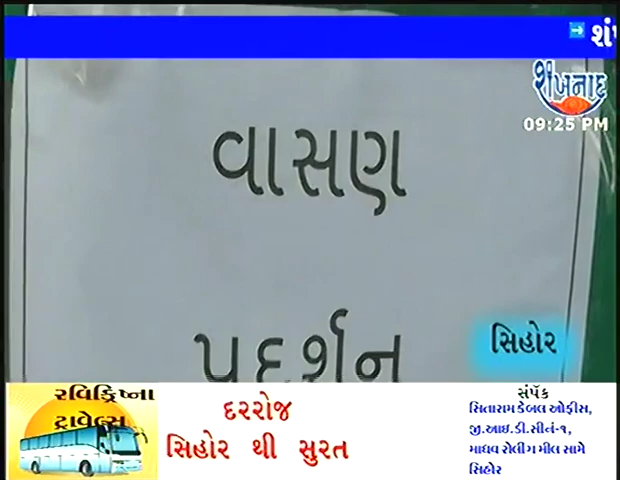 શંખનાદ
09:25 PM
વાસણ
પ્રદર્શન
સિહોર
રવિક્રિષ્ના
ટ્રાવેલ્સ
દરરોજ
સિહોર થી સુરત
સંપર્ક
સિતારામ કેબલ ઓફીસ,
જી.આઇ.ડી.સી નં-૧,
માધવ રોલીંગ મીલ સામે
સિહોર